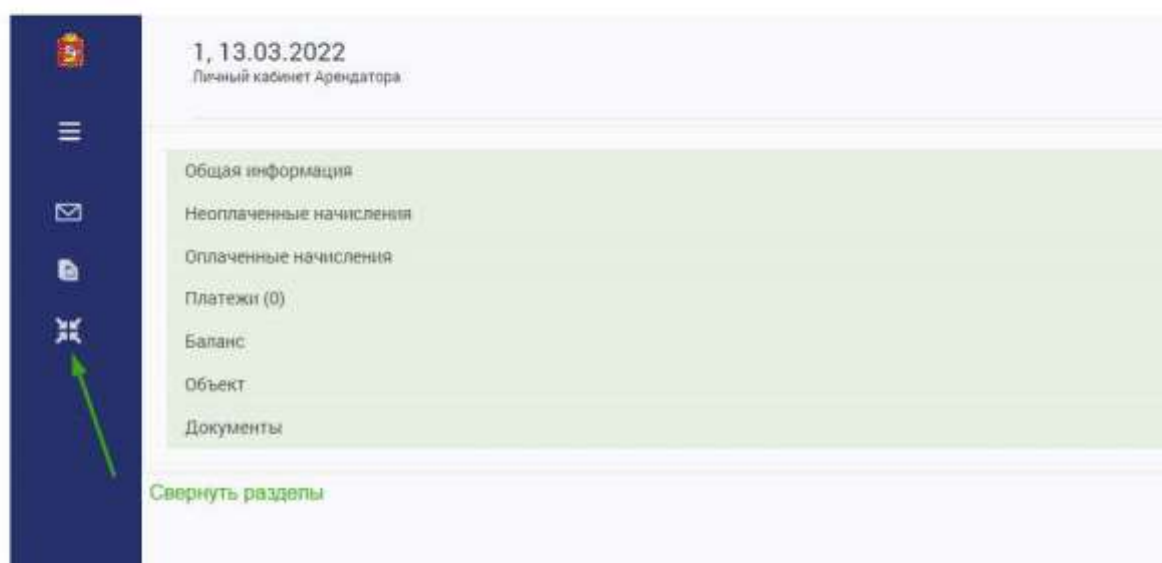 1, 13.03.2022
Личный кабинет Арендатора
Общая информация
Неоплаченные начисления
Оплаченные начисления
Платежи (0)
Баланс
Объект
Документы
Свернуть разделы